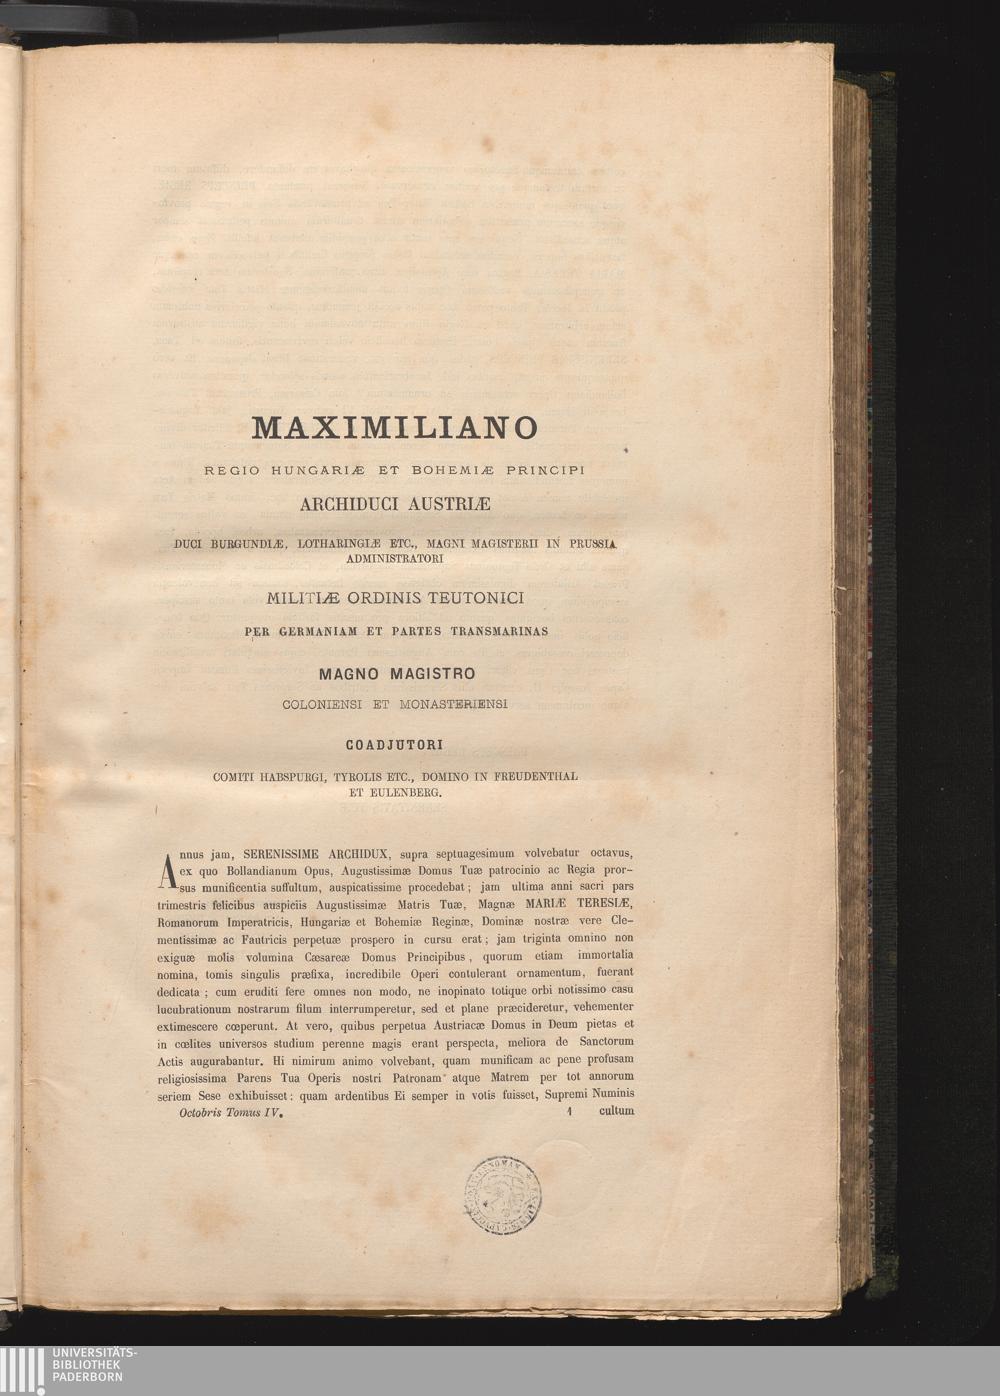 MAXIMILIANO
REGIO HUNGARIÆ ET BOHEMIÆ PRINCIPI
ARCHIDUCI AUSTRIÆ
DUCI BURGUNDIÆ, LOTHARINGIÆ ETC., MAGNI MAGISTERII IN PRUSSIA
ADMINISTRATORI
MILITIÆ ORDINIS TEUTONICI
PER GERMANIAM ET PARTES TRANSMARINAS
MAGNO MAGISTRO
COLONIENSI ET MONASTERIENSI
COADJUTORI
COMITI HABSPURGI, TYROLIS ETC., DOMINO IN FREUDENTHAL
ET EULENBERG.
Annus jam, SERENISSIME ARCHIDUX, supra septuagesimum volvebatur octavus,
ex quo Bollandianum Opus, Augustissimæ Domus Tuæ patrocinio ac Regia pror-
sus munificentia suffultum, auspicatissime procedebat ; jam ultima anni sacri pars
trimestris felicibus auspiciis Augustissimæ Matris Tuæ, Magnæ MARIÆ TERESIÆ,
Romanorum Imperatricis, Hungariæ et Bohemiæ Reginæ, Dominæ nostræ vere Cle-
mentissimæ ac Fautricis perpetuæ prospero in cursu erat ; jam triginta omnino non
exiguæ molis volumina Cæsareæ Domus Principibus , quorum etiam immortalia
nomina, tomis singulis præfixa, incredibile Operi contulerant ornamentum, fuerant
dedicata ; cum eruditi fere omnes non modo, ne inopinato totique orbi notissimo casu
lucubrationum nostrarum filum interrumperetur, sed et plane præcideretur, vehementer
extimescere cœperunt. At vero, quibus perpetua Austriacæ Domus in Deum pietas et
in cœlites universos studium perenne magis erant perspecta, meliora de Sanctorum
Actis augurabantur. Hi nimirum animo volvebant, quam munificam ac pene profusam
religiosissima Parens Tua Operis nostri Patronam atque Matrem per tot annorum
seriem Sese exhibuisset : quam ardentibus Ei semper in votis fuisset, Supremi Numinis
Octobris Tomus IV. 1 cultum
UNIVERSITÄTS-
BIBLIOTHEK
PADERBORN